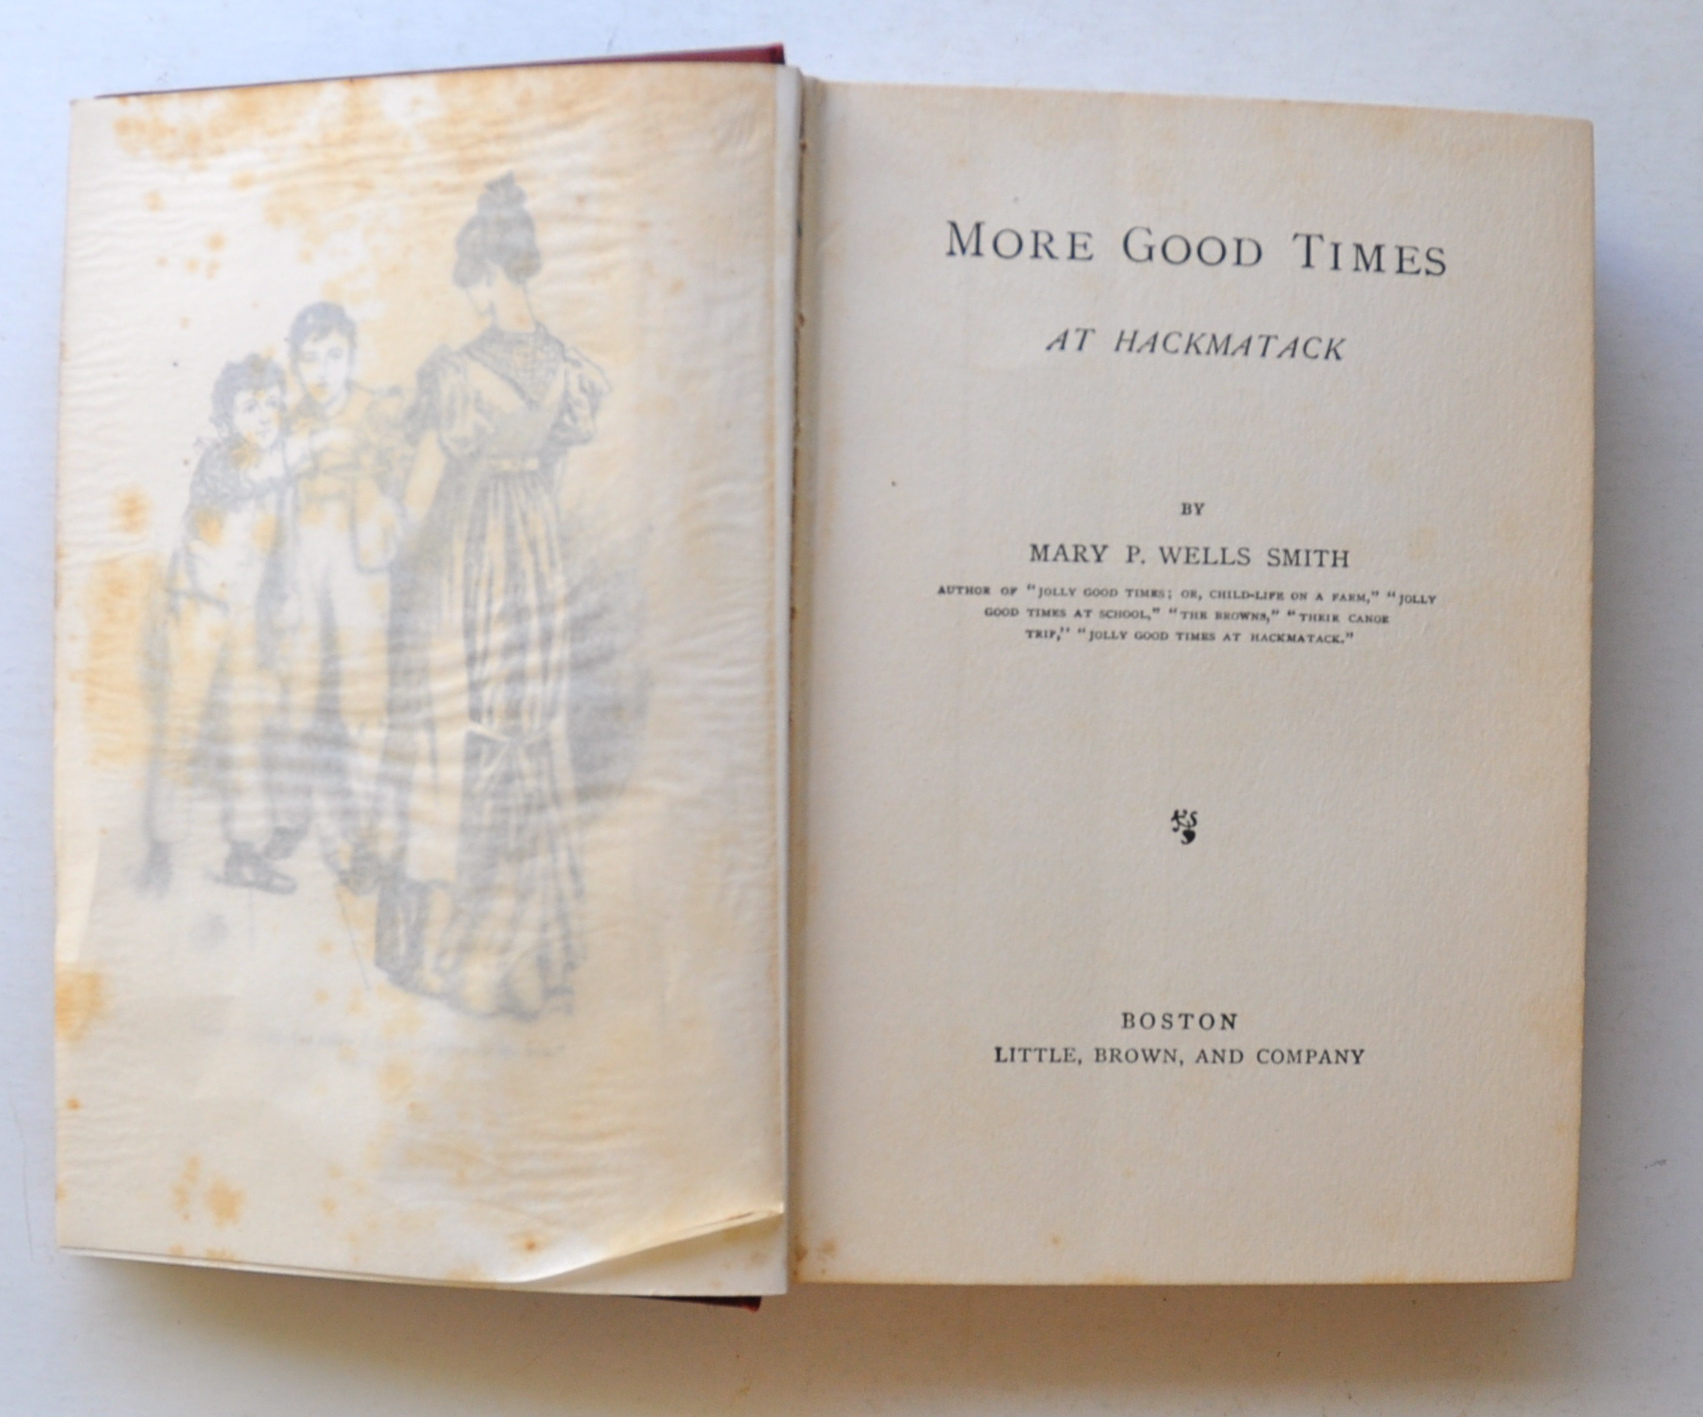 MORE GOOD TIMES
AT HACKMATACK
BY
MARY P. WELLS SMITH
AUTHOR OF "JOLLY GOOD TIMES; OR, CHILD-LIFE ON A FARM," "JOLLY
GOOD TIMES AT SCHOOL," "THE BROWNS," "THEIR CANOE
TRIP," "JOLLY GOOD TIMES AT HACKMATACK."
BOSTON
LITTLE, BROWN, AND COMPANY